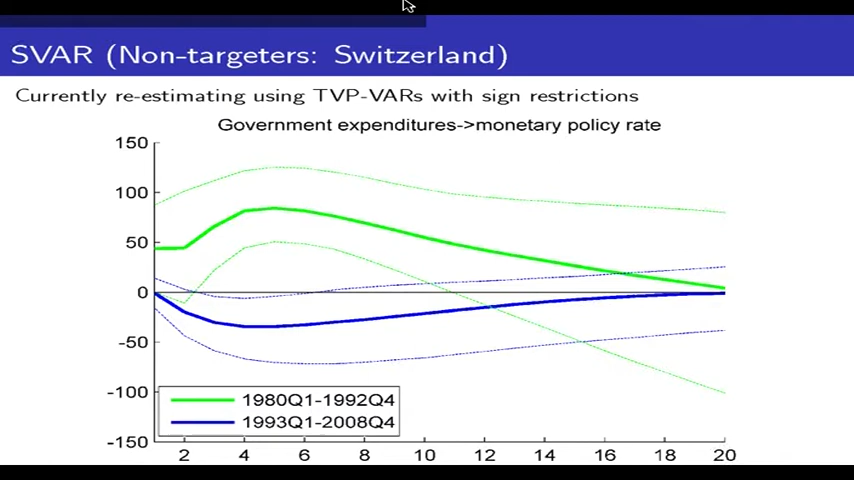 SVAR (Non-targeters: Switzerland)
Currently re-estimating using TVP-VARs with sign restrictions
Government expenditures->monetary policy rate
150
100
50
0
-50
-100
-150
1980Q1-1992Q4
1993Q1-2008Q4
2 4 6 8 10 12 14 16 18 20